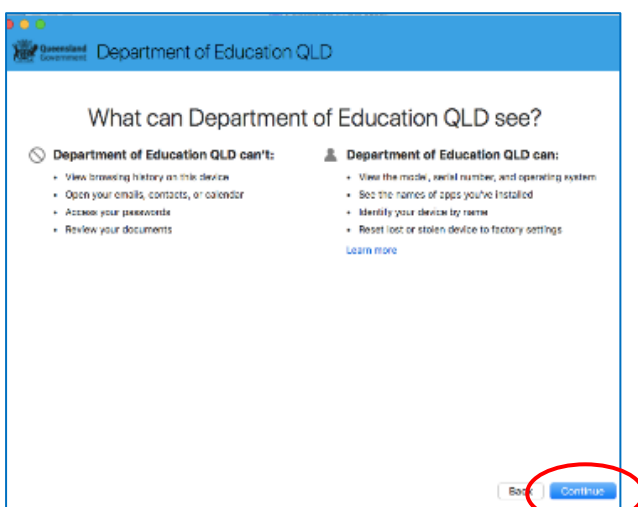 Queensland
Government
Department of Education QLD
What can Department of Education QLD see?
Department of Education QLD can't:
• View browsing history on this device
• Open your emails, contacts, or calendar
• Access your passwords
• Review your documents
Department of Education QLD can:
• View the model, serial number, and operating system
• See the names of apps you've installed
• Identify your device by name
• Reset lost or stolen device to factory settings
Learn more
Back
Continue